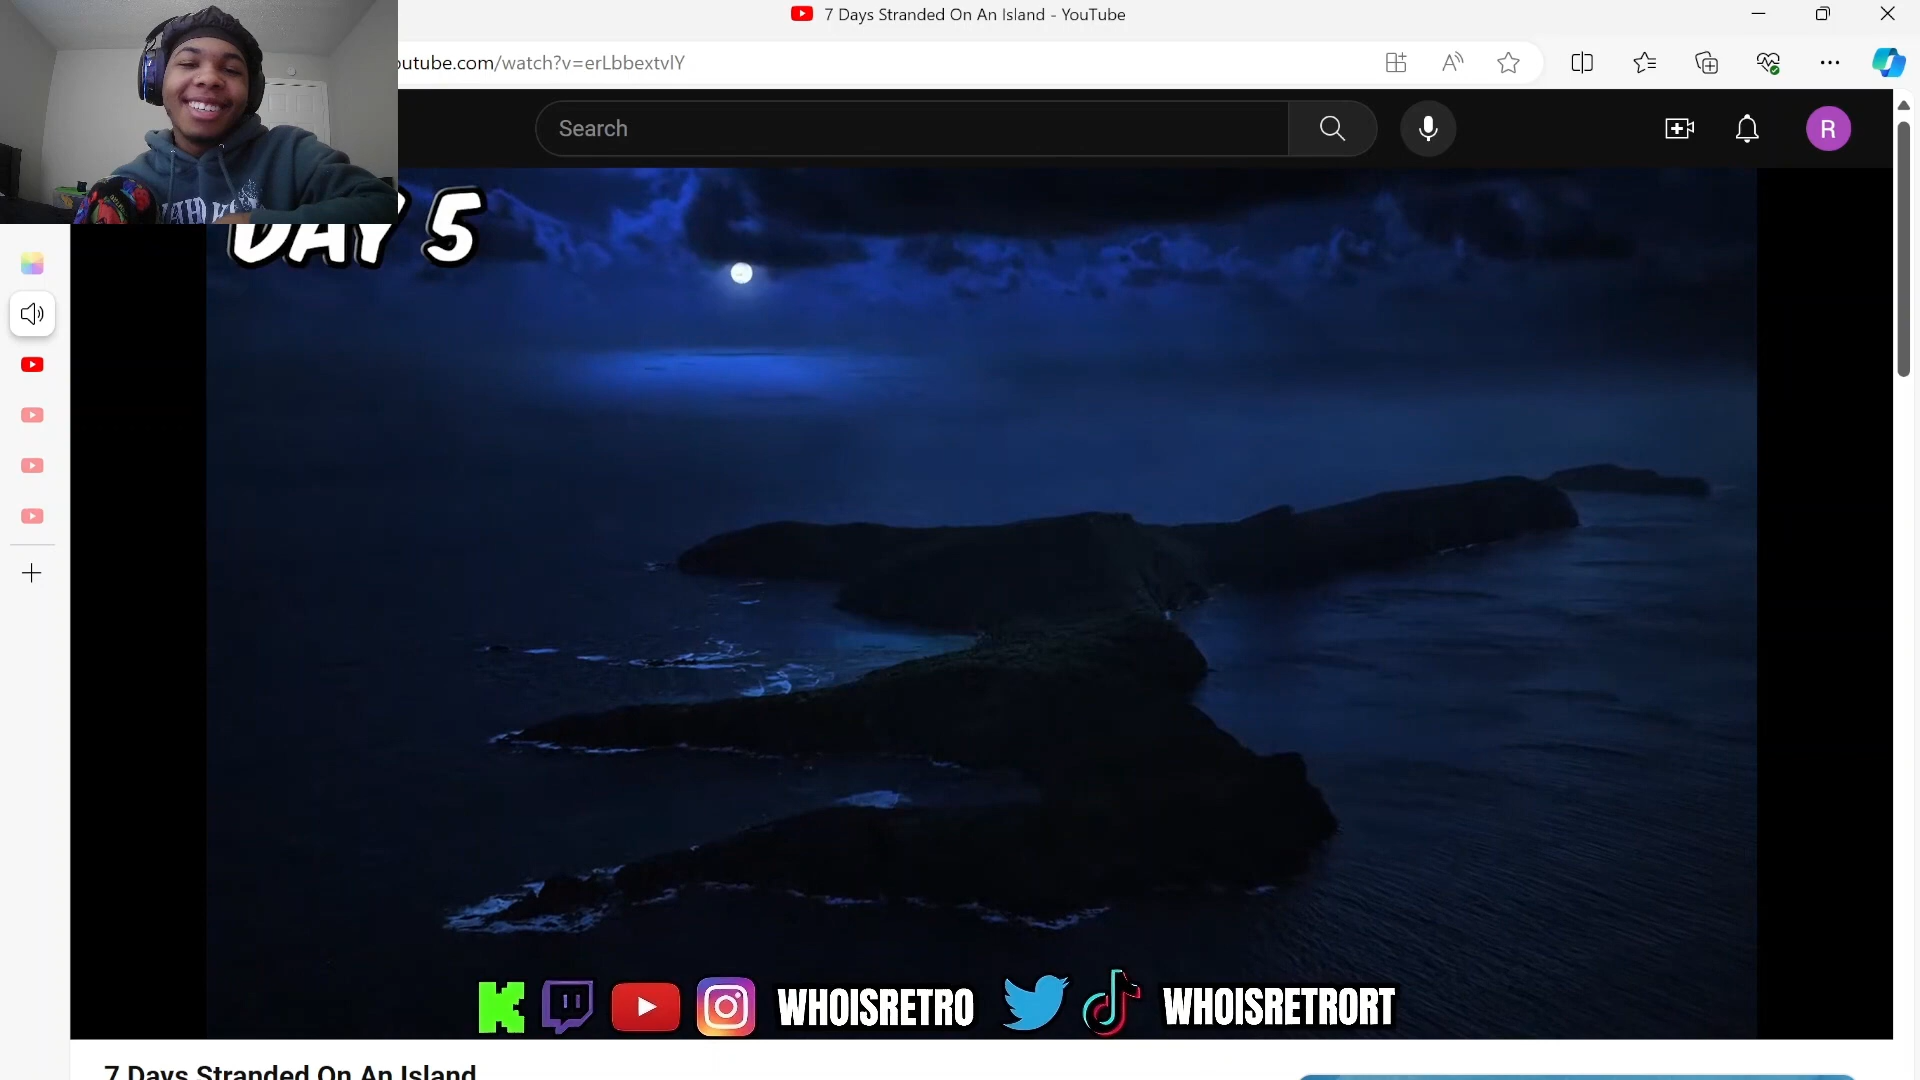 7 Days Stranded On An Island - YouTube
outube.com/watch?v=erLbbextvlY
Search
R
DAY 5
WHOISRETRO WHOISRETRORT
7 Days Stranded On An Island